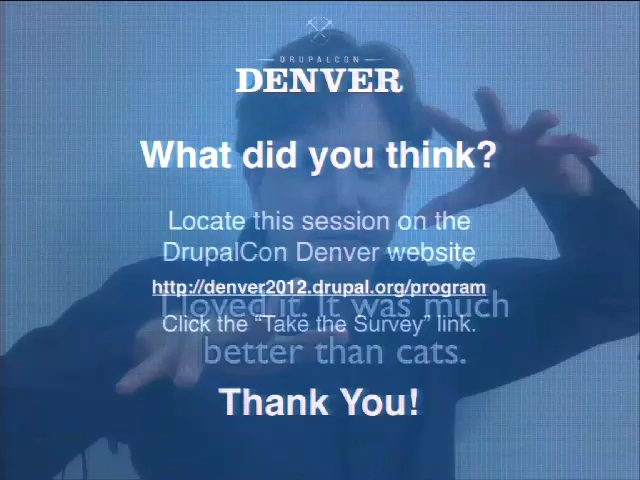 DRUPALCON
DENVER
What did you think?
Locate this session on the
DrupalCon Denver website
http://denver2012.drupal.org/program
I loved it. It was much
Click the “Take the Survey” link.
better than cats.
Thank You!